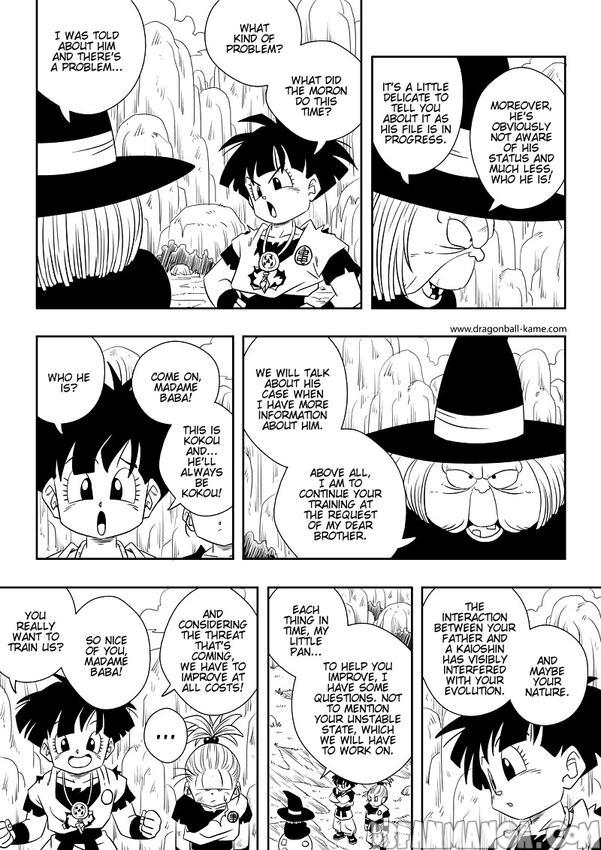 I WAS TOLD
ABOUT HIM
AND THERE'S
A PROBLEM...
WHAT
KIND OF
PROBLEM?
WHAT DID
THE MORON
DO THIS
TIME?
IT'S A LITTLE
DELICATE TO
TELL YOU
ABOUT IT AS
HIS FILE IS IN
PROGRESS.
MOREOVER,
HE'S
OBVIOUSLY
NOT AWARE
OF HIS
STATUS AND
MUCH LESS,
WHO HE IS!
www.dragonball-kame.com
WHO HE
IS?
COME ON,
MADAME
BABA!
THIS IS
KOKOU
AND...
HE'LL
ALWAYS
BE
KOKOU!
WE WILL TALK
ABOUT HIS
CASE WHEN
I HAVE MORE
INFORMATION
ABOUT HIM.
ABOVE ALL,
I AM TO
CONTINUE YOUR
TRAINING AT
THE REQUEST
OF MY DEAR
BROTHER.
YOU
REALLY
WANT TO
TRAIN US?
SO NICE
OF YOU,
MADAME
BABA!
AND
CONSIDERING
THE THREAT
THAT'S
COMING,
WE HAVE TO
IMPROVE AT
ALL COSTS!
...
EACH
THING IN
TIME, MY
LITTLE
PAN...
TO HELP YOU
IMPROVE, I
HAVE SOME
QUESTIONS. NOT
TO MENTION
YOUR UNSTABLE
STATE, WHICH
WE WILL HAVE
TO WORK ON.
THE
INTERACTION
BETWEEN YOUR
FATHER AND
A KAIOSHIN
HAS VISIBLY
INTERFERED
WITH YOUR
EVOLUTION.
AND
MAYBE
YOUR
NATURE.
SPANMANGA.COM